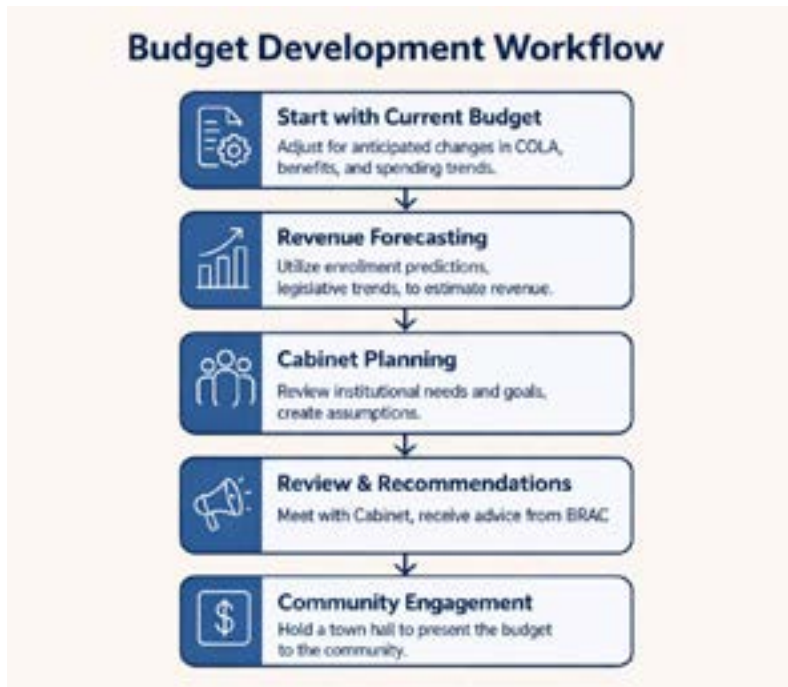 Budget Development Workflow
Start with Current Budget
Adjust for anticipated changes in COLA,
benefits, and spending trends.
Revenue Forecasting
Utilize enrollment predictions,
legislative trends, to estimate revenue.
Cabinet Planning
Review institutional needs and goals,
create assumptions.
Review & Recommendations
Meet with Cabinet, receive advice from BRAC
Community Engagement
Hold a town hall to present the budget
to the community.